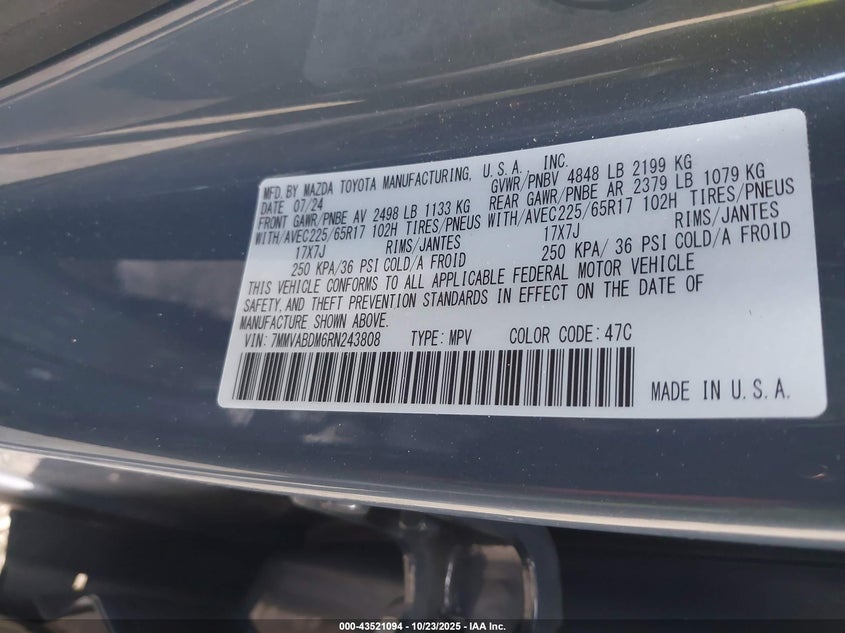 MFD. BY MAZDA TOYOTA MANUFACTURING, U.S.A. INC.
DATE 07/24 GVWR/PNBV 4848 LB 2199 KG
FRONT GAWR/PNBE AV 2498 LB 1133 KG REAR GAWR/PNBE AR 2379 LB 1079 KG
WITH/AVEC225/65R17 102H TIRES/PNEUS WITH/AVEC225/65R17 102H TIRES/PNEUS
17X7J RIMS/JANTES 17X7J RIMS/JANTES
250 KPA/36 PSI COLD/A FROID 250 KPA/ 36 PSI COLD/A FROID
THIS VEHICLE CONFORMS TO ALL APPLICABLE FEDERAL MOTOR VEHICLE
SAFETY, AND THEFT PREVENTION STANDARDS IN EFFECT ON THE DATE OF
MANUFACTURE SHOWN ABOVE.
VIN: 7MMVABDM6RN243808 TYPE: MPV COLOR CODE: 47C
MADE IN U.S.A.
000-43521094 - 10/23/2025 - IAA Inc.